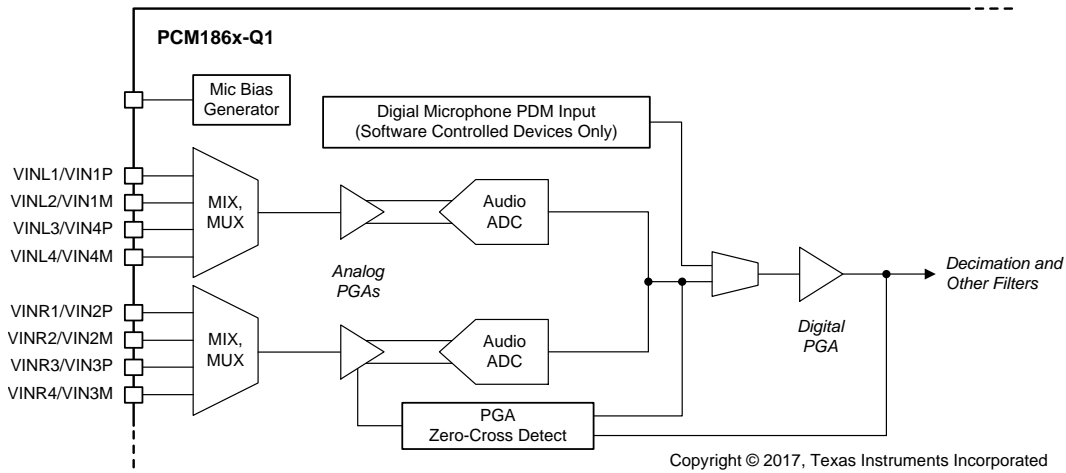 PCM186x-Q1
Mic Bias
Generator
Digial Microphone PDM Input
(Software Controlled Devices Only)
VINL1/VIN1P
VINL2/VIN1M
VINL3/VIN4P
VINL4/VIN4M
MIX,
MUX
Audio
ADC
Analog
PGAs
Decimation and
Other Filters
Digital
PGA
VINR1/VIN2P
VINR2/VIN2M
VINR3/VIN3P
VINR4/VIN3M
MIX,
MUX
Audio
ADC
PGA
Zero-Cross Detect
Copyright © 2017, Texas Instruments Incorporated